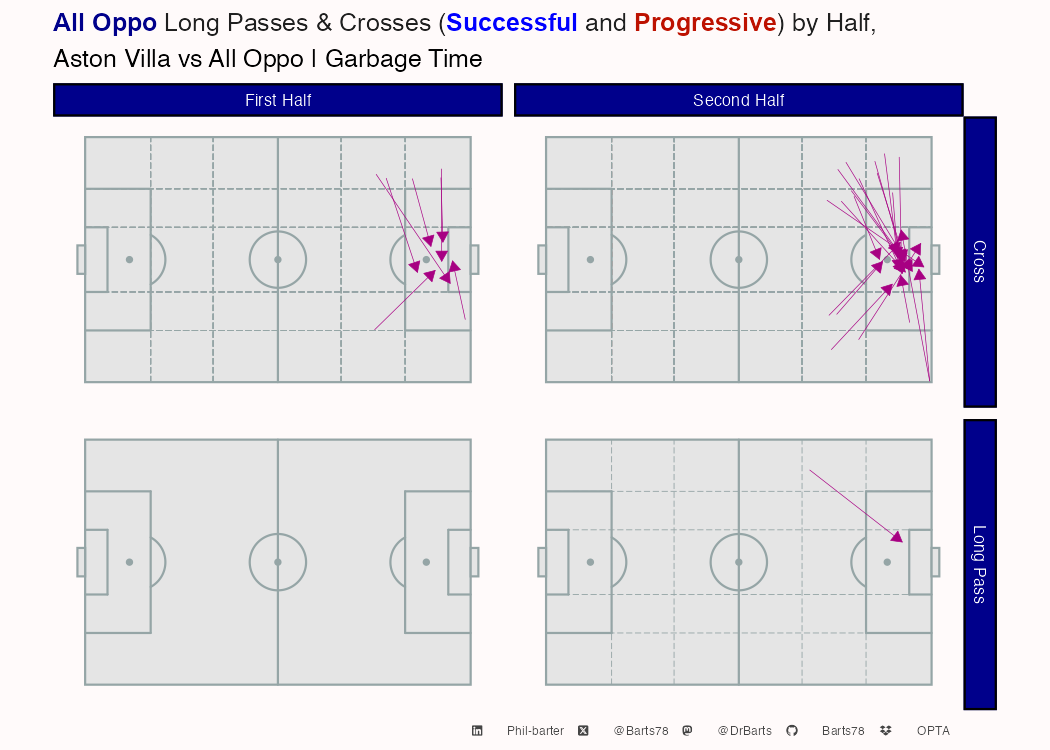 All Oppo Long Passes & Crosses (Successful and Progressive) by Half,
Aston Villa vs All Oppo | Garbage Time
First Half
Second Half
Cross
Long Pass
Phil-barter @Barts78 @DrBarts Barts78 OPTA